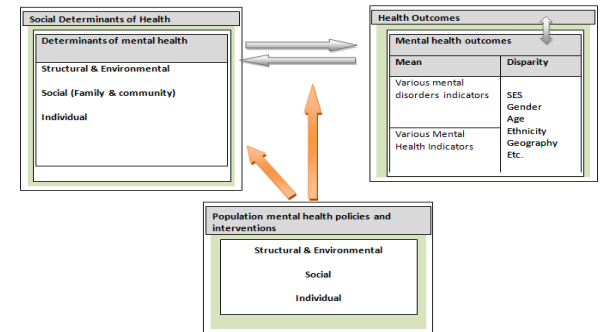 Social Determinants of Health
Determinants of mental health
Structural & Environmental
Social (Family & community)
Individual
Health Outcomes
Mental health outcomes
Mean
Disparity
Various mental
disorders indicators
Various Mental
Health Indicators
SES
Gender
Age
Ethnicity
Geography
Etc.
Population mental health policies and
interventions
Structural & Environmental
Social
Individual